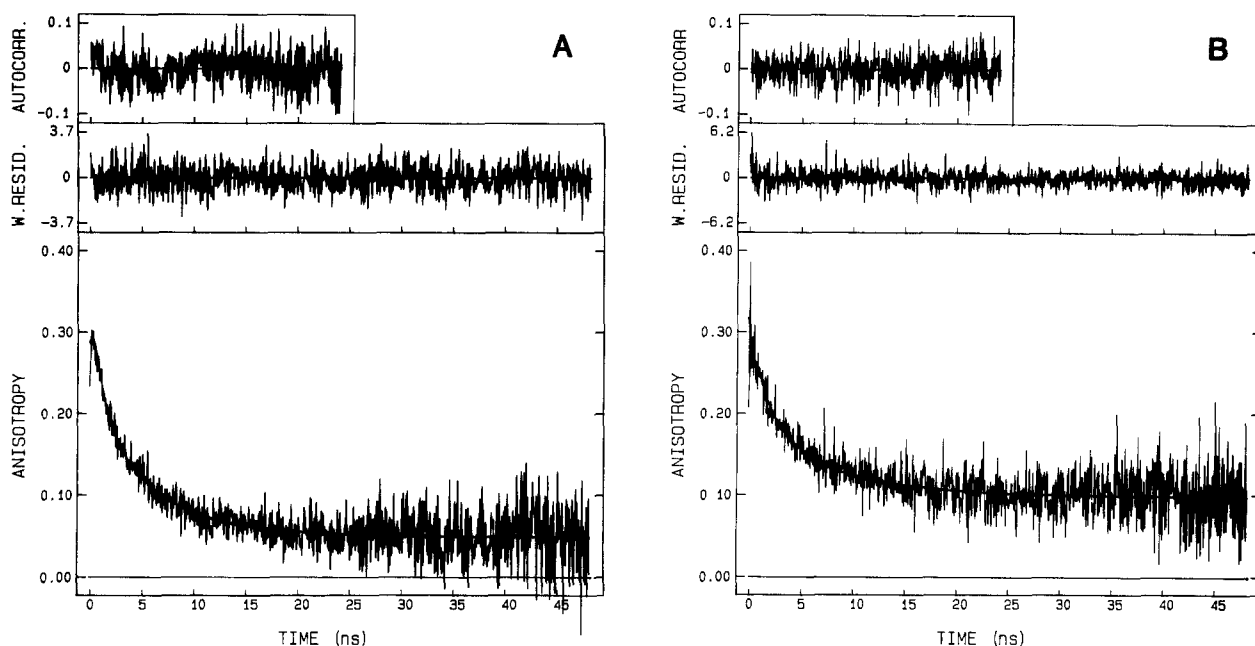 A
AUTOCORR.
0.1
0
-0.1
W.RESID.
3.7
0
-3.7
ANISOTROPY
0.40
0.30
0.20
0.10
0.00
0 5 10 15 20 25 30 35 40 45
TIME (ns)
B
AUTOCORR
0.1
0
-0.1
W.RESID.
6.2
0
-6.2
ANISOTROPY
0.40
0.30
0.20
0.10
0.00
0 5 10 15 20 25 30 35 40 45
TIME (ns)